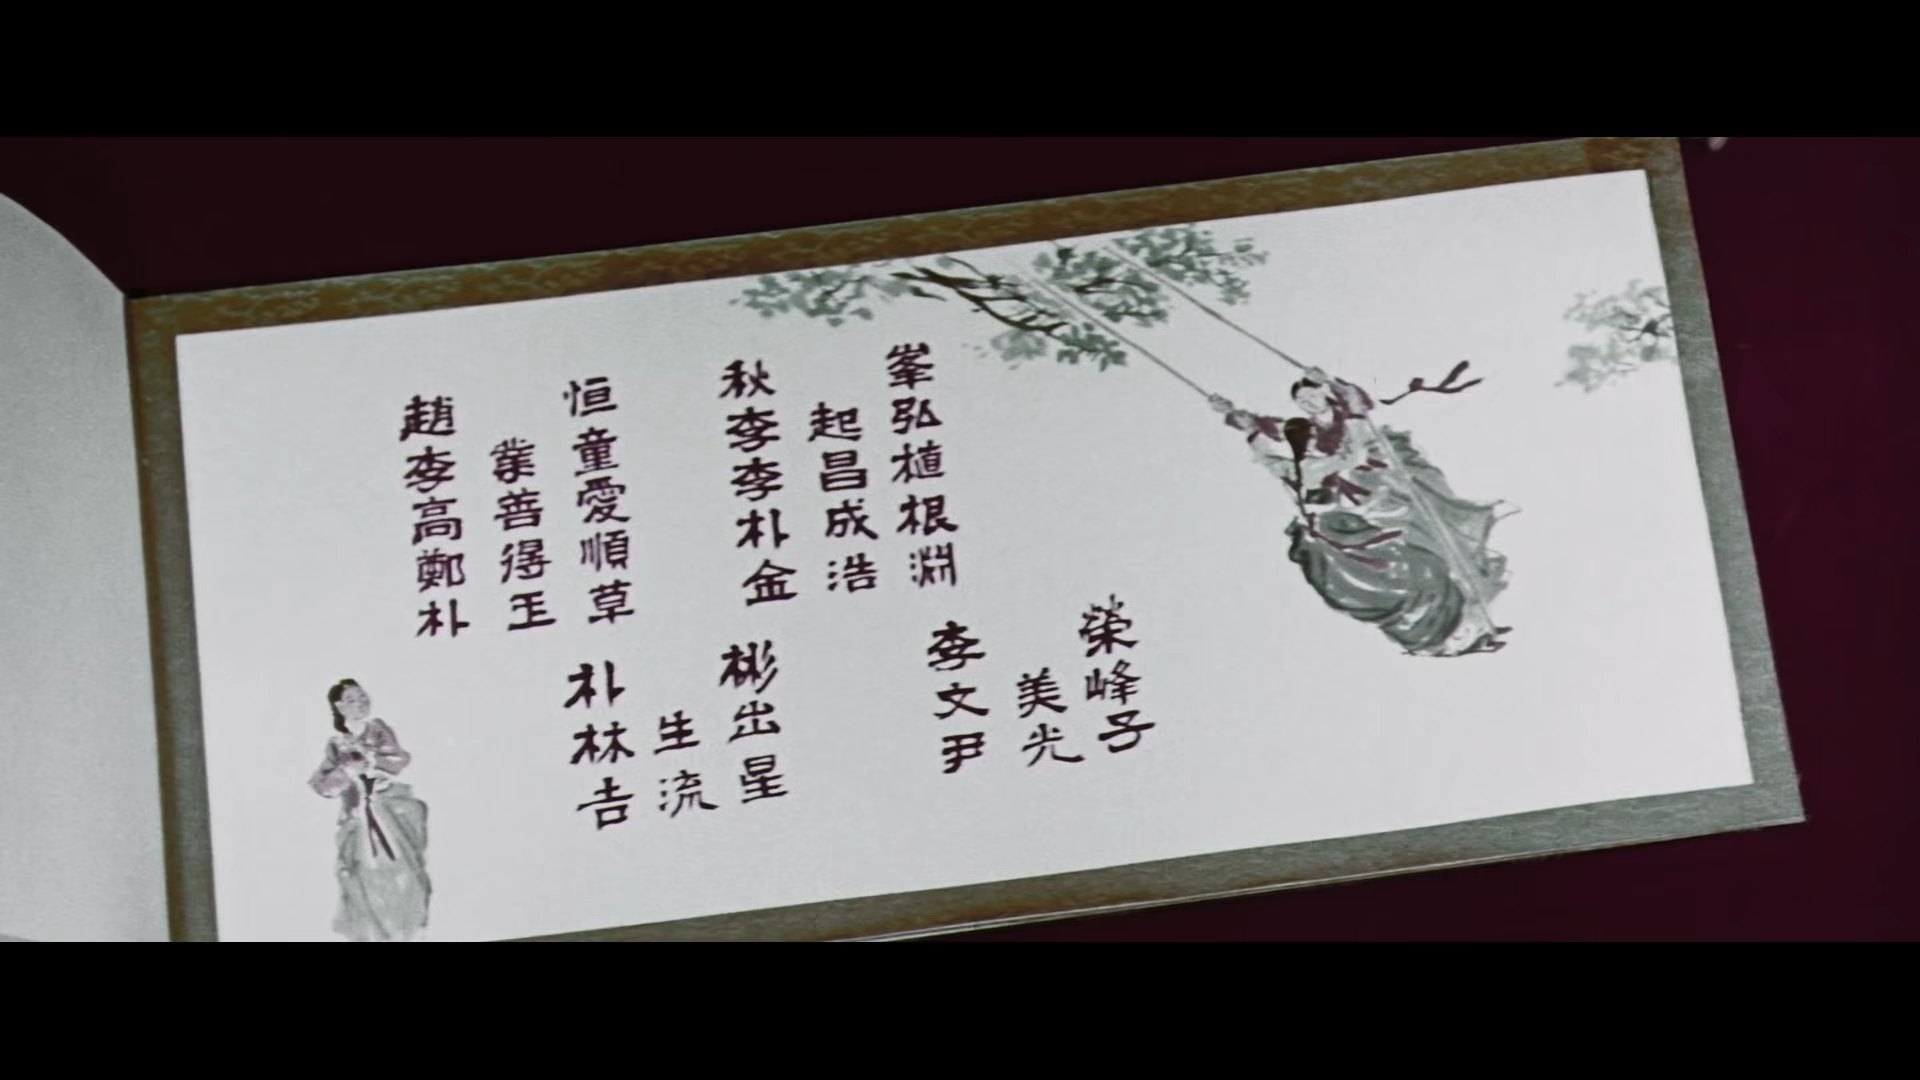 趙恒
李業童
高善愛
鄭得順
朴玉草
秋峯
李起弘
李昌植
朴成根
金浩淵
朴彬
林生出
吉流星
李榮
文美峰
尹光子